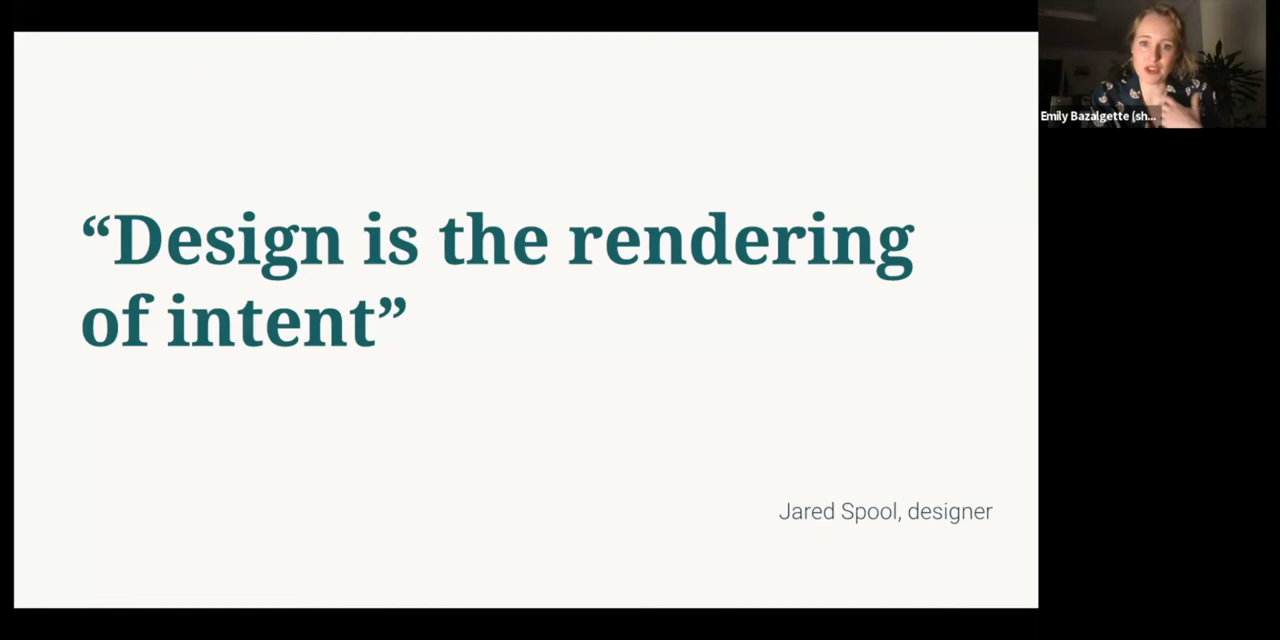 “Design is the rendering
of intent”
Jared Spool, designer
Emily Bazalgette (sh...